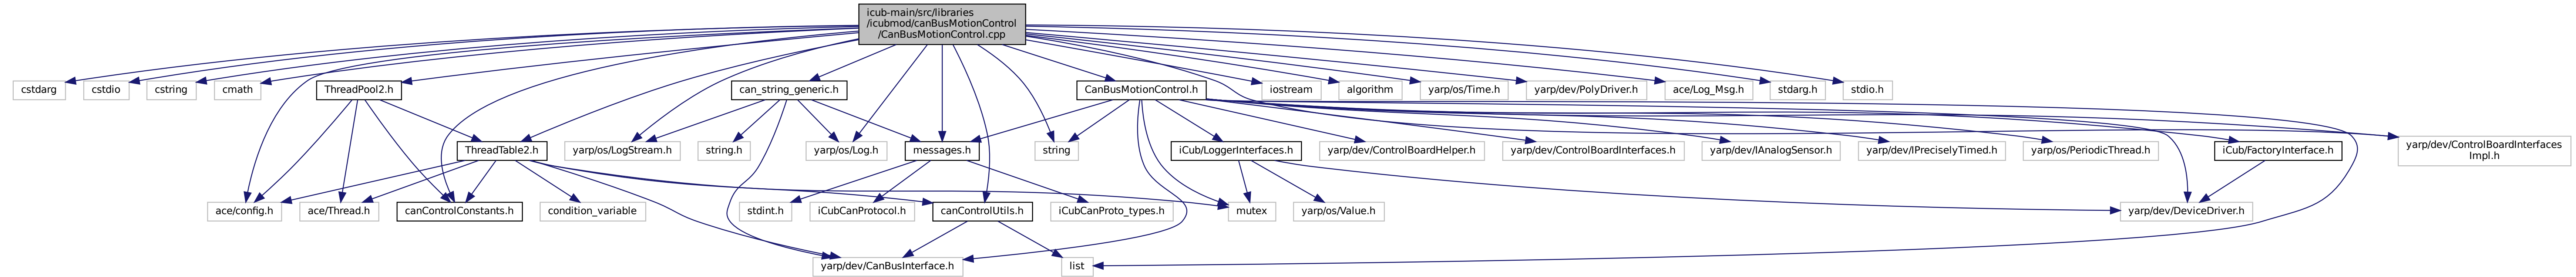 icub-main/src/libraries
/icubmod/canBusMotionControl
/CanBusMotionControl.cpp
cstdarg
cstdio
cstring
cmath
ThreadPool2.h
can_string_generic.h
CanBusMotionControl.h
iostream
algorithm
yarp/os/Time.h
yarp/dev/PolyDriver.h
ace/Log_Msg.h
stdarg.h
stdio.h
ThreadTable2.h
yarp/os/LogStream.h
string.h
yarp/os/Log.h
messages.h
string
iCub/LoggerInterfaces.h
yarp/dev/ControlBoardHelper.h
yarp/dev/ControlBoardInterfaces.h
yarp/dev/IAnalogSensor.h
yarp/dev/IPreciselyTimed.h
yarp/os/PeriodicThread.h
iCub/FactoryInterface.h
yarp/dev/ControlBoardInterfaces
Impl.h
ace/config.h
ace/Thread.h
canControlConstants.h
condition_variable
stdint.h
iCubCanProtocol.h
canControlUtils.h
iCubCanProto_types.h
mutex
yarp/os/Value.h
yarp/dev/DeviceDriver.h
yarp/dev/CanBusInterface.h
list